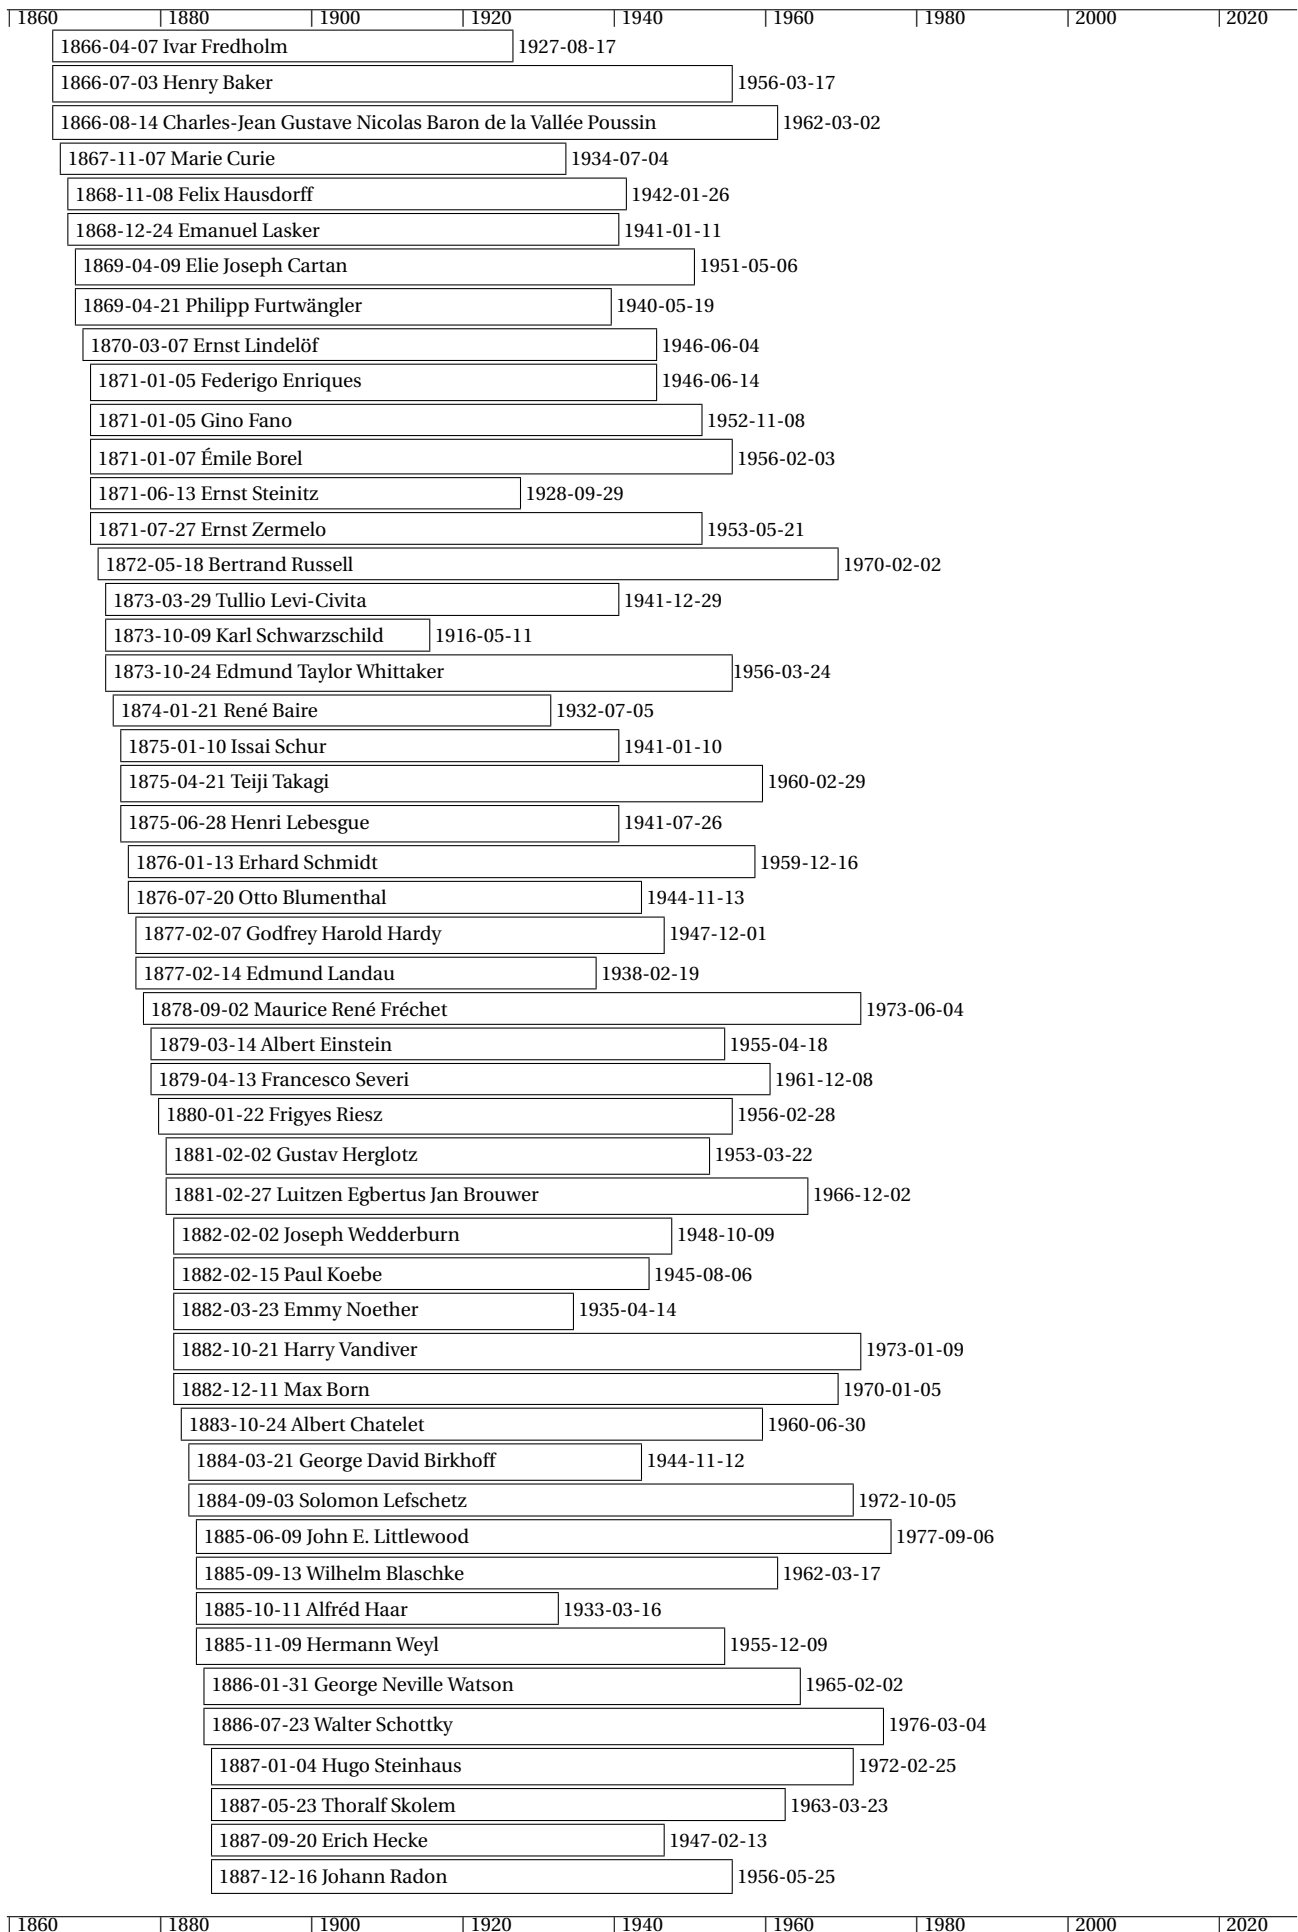 1860 1880 1900 1920 1940 1960 1980 2000 2020
1866-04-07 Ivar Fredholm 1927-08-17
1866-07-03 Henry Baker 1956-03-17
1866-08-14 Charles-Jean Gustave Nicolas Baron de la Vallée Poussin 1962-03-02
1867-11-07 Marie Curie 1934-07-04
1868-11-08 Felix Hausdorff 1942-01-26
1868-12-24 Emanuel Lasker 1941-01-11
1869-04-09 Elie Joseph Cartan 1951-05-06
1869-04-21 Philipp Furtwängler 1940-05-19
1870-03-07 Ernst Lindelöf 1946-06-04
1871-01-05 Federigo Enriques 1946-06-14
1871-01-05 Gino Fano 1952-11-08
1871-01-07 Émile Borel 1956-02-03
1871-06-13 Ernst Steinitz 1928-09-29
1871-07-27 Ernst Zermelo 1953-05-21
1872-05-18 Bertrand Russell 1970-02-02
1873-03-29 Tullio Levi-Civita 1941-12-29
1873-10-09 Karl Schwarzschild 1916-05-11
1873-10-24 Edmund Taylor Whittaker 1956-03-24
1874-01-21 René Baire 1932-07-05
1875-01-10 Issai Schur 1941-01-10
1875-04-21 Teiji Takagi 1960-02-29
1875-06-28 Henri Lebesgue 1941-07-26
1876-01-13 Erhard Schmidt 1959-12-16
1876-07-20 Otto Blumenthal 1944-11-13
1877-02-07 Godfrey Harold Hardy 1947-12-01
1877-02-14 Edmund Landau 1938-02-19
1878-09-02 Maurice René Fréchet 1973-06-04
1879-03-14 Albert Einstein 1955-04-18
1879-04-13 Francesco Severi 1961-12-08
1880-01-22 Frigyes Riesz 1956-02-28
1881-02-02 Gustav Herglotz 1953-03-22
1881-02-27 Luitzen Egbertus Jan Brouwer 1966-12-02
1882-02-02 Joseph Wedderburn 1948-10-09
1882-02-15 Paul Koebe 1945-08-06
1882-03-23 Emmy Noether 1935-04-14
1882-10-21 Harry Vandiver 1973-01-09
1882-12-11 Max Born 1970-01-05
1883-10-24 Albert Chatelet 1960-06-30
1884-03-21 George David Birkhoff 1944-11-12
1884-09-03 Solomon Lefschetz 1972-10-05
1885-06-09 John E. Littlewood 1977-09-06
1885-09-13 Wilhelm Blaschke 1962-03-17
1885-10-11 Alfréd Haar 1933-03-16
1885-11-09 Hermann Weyl 1955-12-09
1886-01-31 George Neville Watson 1965-02-02
1886-07-23 Walter Schottky 1976-03-04
1887-01-04 Hugo Steinhaus 1972-02-25
1887-05-23 Thoralf Skolem 1963-03-23
1887-09-20 Erich Hecke 1947-02-13
1887-12-16 Johann Radon 1956-05-25
1860 1880 1900 1920 1940 1960 1980 2000 2020